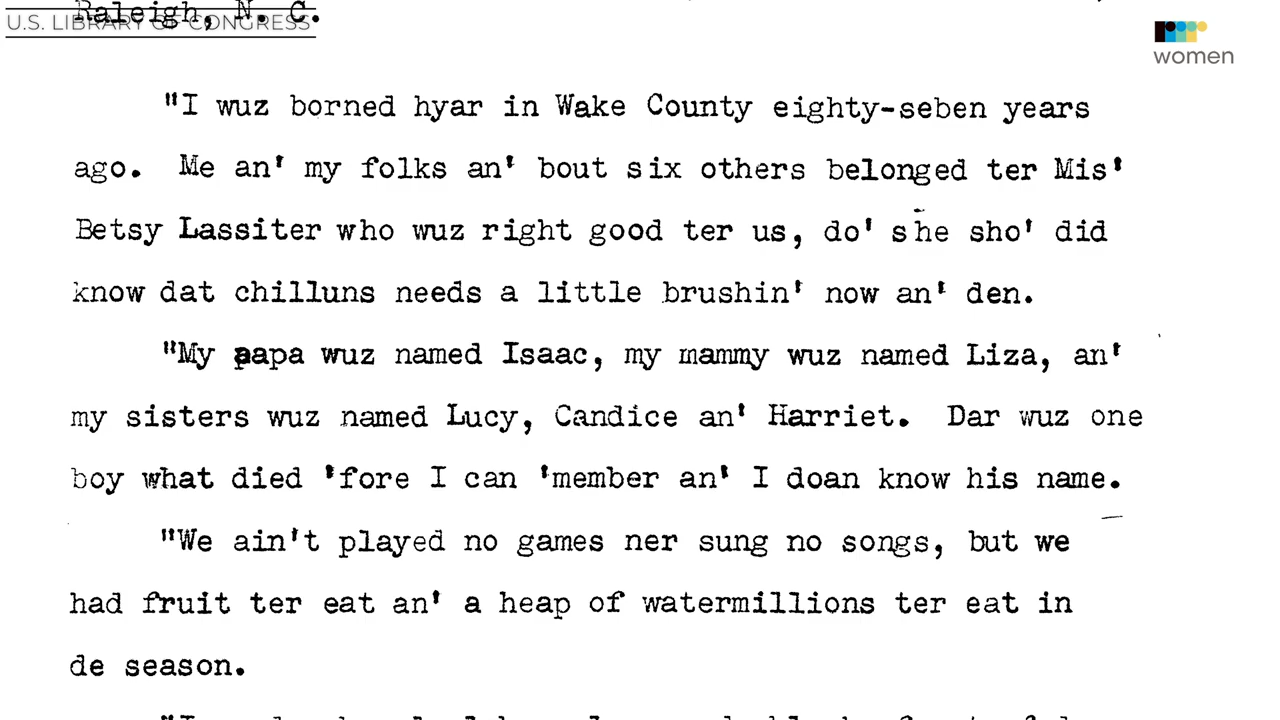 Raleigh, N. C.
U.S. LIBRARY OF CONGRESS
women
"I wuz borned hyar in Wake County eighty-seben years
ago. Me an' my folks an' bout six others belonged ter Mis'
Betsy Lassiter who wuz right good ter us, do' she sho' did
know dat chilluns needs a little brushin' now an' den.
"My papa wuz named Isaac, my mammy wuz named Liza, an'
my sisters wuz named Lucy, Candice an' Harriet. Dar wuz one
boy what died 'fore I can 'member an' I doan know his name.
"We ain't played no games ner sung no songs, but we
had fruit ter eat an' a heap of watermillions ter eat in
de season.